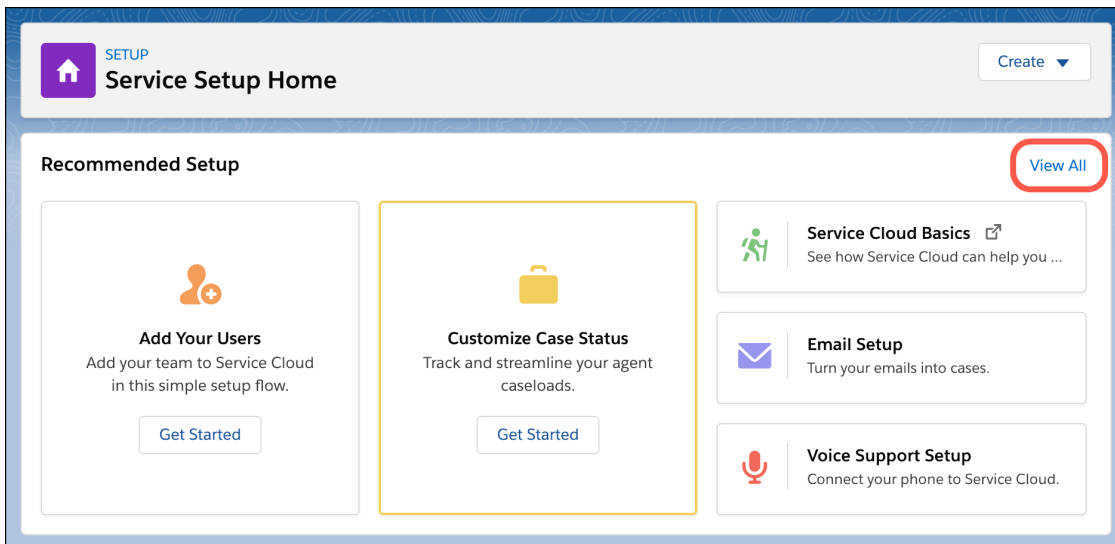 SETUP
Service Setup Home
Create
Recommended Setup
View All
Add Your Users
Add your team to Service Cloud
in this simple setup flow.
Get Started
Customize Case Status
Track and streamline your agent
caseloads.
Get Started
Service Cloud Basics
See how Service Cloud can help you ...
Email Setup
Turn your emails into cases.
Voice Support Setup
Connect your phone to Service Cloud.